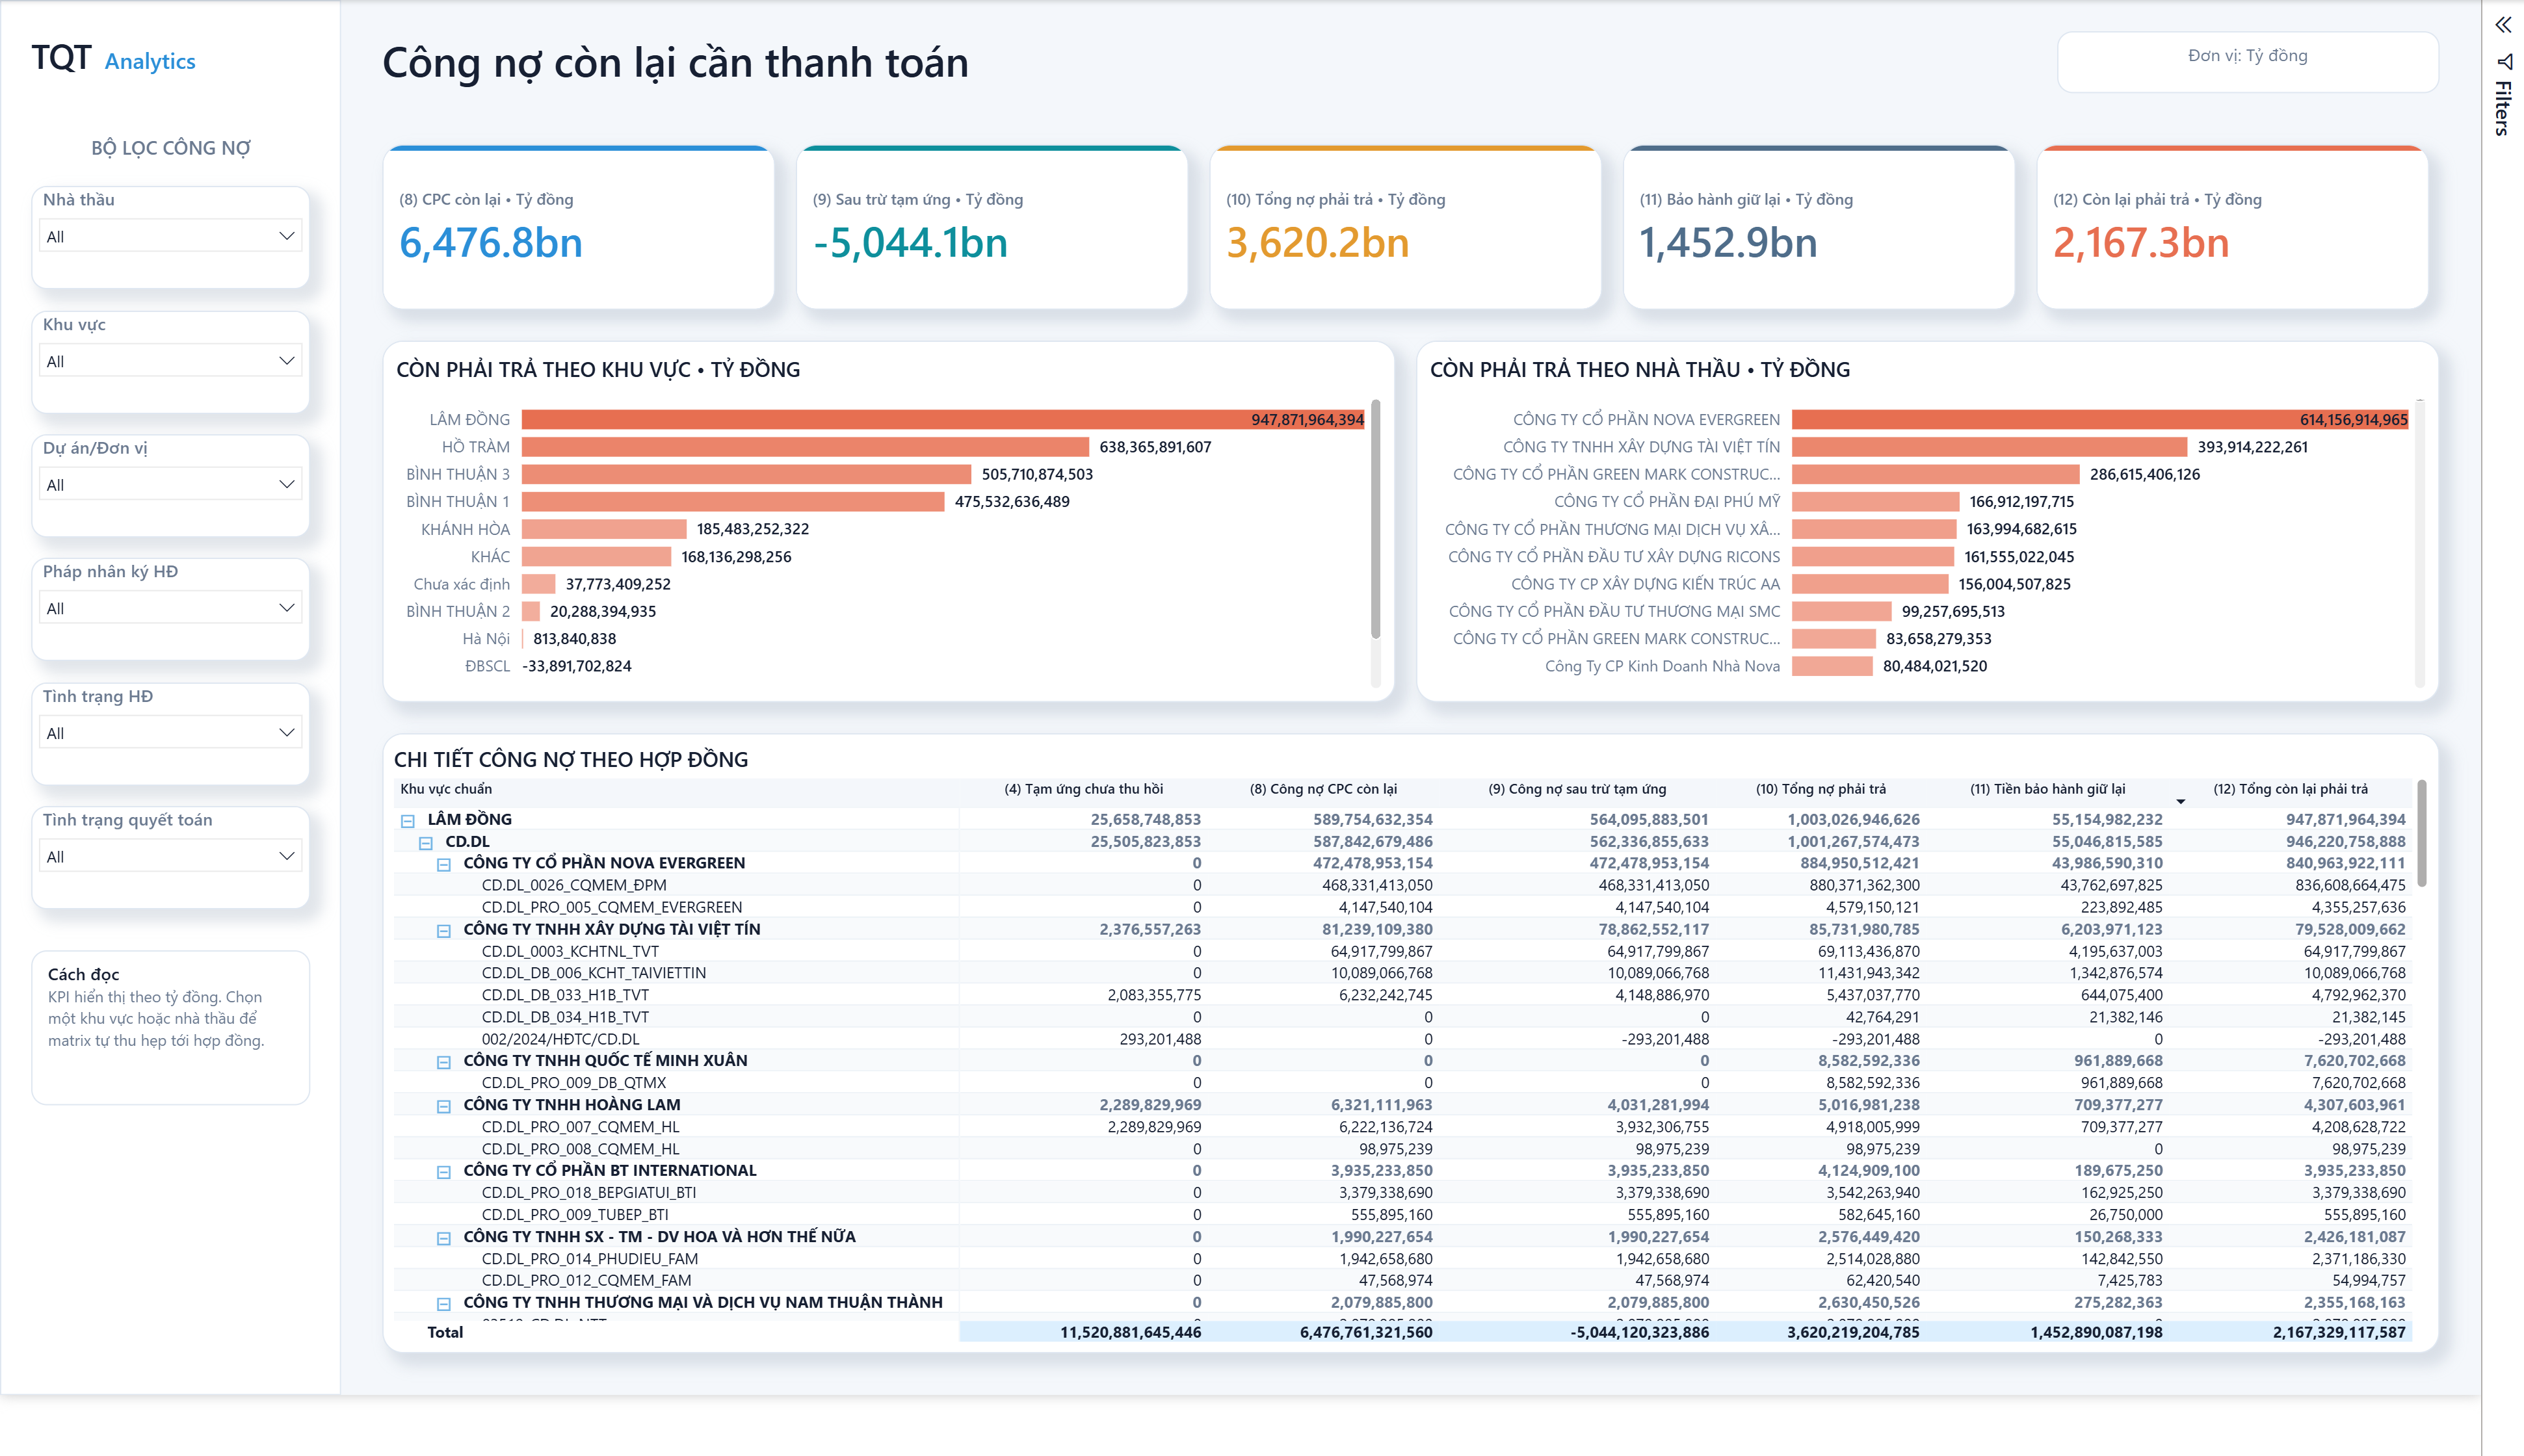 TQT Analytics
BỘ LỌC CÔNG NỢ
Nhà thầu
All
Khu vực
All
Dự án/Đơn vị
All
Pháp nhân ký HĐ
All
Tình trạng HĐ
All
Tình trạng quyết toán
All
Cách đọc
KPI hiển thị theo tỷ đồng. Chọn
một khu vực hoặc nhà thầu để
matrix tự thu hẹp tới hợp đồng.
Công nợ còn lại cần thanh toán
Đơn vị: Tỷ đồng
(8) CPC còn lại • Tỷ đồng
6,476.8bn
(9) Sau trừ tạm ứng • Tỷ đồng
-5,044.1bn
(10) Tổng nợ phải trả • Tỷ đồng
3,620.2bn
(11) Bảo hành giữ lại • Tỷ đồng
1,452.9bn
(12) Còn lại phải trả • Tỷ đồng
2,167.3bn
CÒN PHẢI TRẢ THEO KHU VỰC • TỶ ĐỒNG
LÂM ĐỒNG 947,871,964,394
HỒ TRÀM 638,365,891,607
BÌNH THUẬN 3 505,710,874,503
BÌNH THUẬN 1 475,532,636,489
KHÁNH HÒA 185,483,252,322
KHÁC 168,136,298,256
Chưa xác định 37,773,409,252
BÌNH THUẬN 2 20,288,394,935
Hà Nội 813,840,838
ĐBSCL -33,891,702,824
CÒN PHẢI TRẢ THEO NHÀ THẦU • TỶ ĐỒNG
CÔNG TY CỔ PHẦN NOVA EVERGREEN 614,156,914,965
CÔNG TY TNHH XÂY DỰNG TÀI VIỆT TÍN 393,914,222,261
CÔNG TY CỔ PHẦN GREEN MARK CONSTRUC... 286,615,406,126
CÔNG TY CỔ PHẦN ĐẠI PHÚ MỸ 166,912,197,715
CÔNG TY CỔ PHẦN THƯƠNG MẠI DỊCH VỤ XÂ... 163,994,682,615
CÔNG TY CỔ PHẦN ĐẦU TƯ XÂY DỰNG RICONS 161,555,022,045
CÔNG TY CP XÂY DỰNG KIẾN TRÚC AA 156,004,507,825
CÔNG TY CỔ PHẦN ĐẦU TƯ THƯƠNG MẠI SMC 99,257,695,513
CÔNG TY CỔ PHẦN GREEN MARK CONSTRUC... 83,658,279,353
Công Ty CP Kinh Doanh Nhà Nova 80,484,021,520
CHI TIẾT CÔNG NỢ THEO HỢP ĐỒNG
Khu vực chuẩn (4) Tạm ứng chưa thu hồi (8) Công nợ CPC còn lại (9) Công nợ sau trừ tạm ứng (10) Tổng nợ phải trả (11) Tiền bảo hành giữ lại (12) Tổng còn lại phải trả
LÂM ĐỒNG 25,658,748,853 589,754,632,354 564,095,883,501 1,003,026,946,626 55,154,982,232 947,871,964,394
CD.DL 25,505,823,853 587,842,679,486 562,336,855,633 1,001,267,574,473 55,046,815,585 946,220,758,888
CÔNG TY CỔ PHẦN NOVA EVERGREEN 0 472,478,953,154 472,478,953,154 884,950,512,421 43,986,590,310 840,963,922,111
CD.DL_0026_CQMEM_ĐPM 0 468,331,413,050 468,331,413,050 880,371,362,300 43,762,697,825 836,608,664,475
CD.DL_PRO_005_CQMEM_EVERGREEN 0 4,147,540,104 4,147,540,104 4,579,150,121 223,892,485 4,355,257,636
CÔNG TY TNHH XÂY DỰNG TÀI VIỆT TÍN 2,376,557,263 81,239,109,380 78,862,552,117 85,731,980,785 6,203,971,123 79,528,009,662
CD.DL_0003_KCHTNL_TVT 0 64,917,799,867 64,917,799,867 69,113,436,870 4,195,637,003 64,917,799,867
CD.DL_DB_006_KCHT_TAIVIETTIN 0 10,089,066,768 10,089,066,768 11,431,943,342 1,342,876,574 10,089,066,768
CD.DL_DB_033_H1B_TVT 2,083,355,775 6,232,242,745 4,148,886,970 5,437,037,770 644,075,400 4,792,962,370
CD.DL_DB_034_H1B_TVT 0 0 0 42,764,291 21,382,146 21,382,145
002/2024/HĐTC/CD.DL 293,201,488 0 -293,201,488 -293,201,488 0 -293,201,488
CÔNG TY TNHH QUỐC TẾ MINH XUÂN 0 0 0 8,582,592,336 961,889,668 7,620,702,668
CD.DL_PRO_009_DB_QTMX 0 0 0 8,582,592,336 961,889,668 7,620,702,668
CÔNG TY TNHH HOÀNG LAM 2,289,829,969 6,321,111,963 4,031,281,994 5,016,981,238 709,377,277 4,307,603,961
CD.DL_PRO_007_CQMEM_HL 2,289,829,969 6,222,136,724 3,932,306,755 4,918,005,999 709,377,277 4,208,628,722
CD.DL_PRO_008_CQMEM_HL 0 98,975,239 98,975,239 98,975,239 0 98,975,239
CÔNG TY CỔ PHẦN BT INTERNATIONAL 0 3,935,233,850 3,935,233,850 4,124,909,100 189,675,250 3,935,233,850
CD.DL_PRO_018_BEPGIATUI_BTI 0 3,379,338,690 3,379,338,690 3,542,263,940 162,925,250 3,379,338,690
CD.DL_PRO_009_TUBEP_BTI 0 555,895,160 555,895,160 582,645,160 26,750,000 555,895,160
CÔNG TY TNHH SX - TM - DV HOA VÀ HƠN THẾ NỮA 0 1,990,227,654 1,990,227,654 2,576,449,420 150,268,333 2,426,181,087
CD.DL_PRO_014_PHUDIEU_FAM 0 1,942,658,680 1,942,658,680 2,514,028,880 142,842,550 2,371,186,330
CD.DL_PRO_012_CQMEM_FAM 0 47,568,974 47,568,974 62,420,540 7,425,783 54,994,757
CÔNG TY TNHH THƯƠNG MẠI VÀ DỊCH VỤ NAM THUẬN THÀNH 0 2,079,885,800 2,079,885,800 2,630,450,526 275,282,363 2,355,168,163
Total 11,520,881,645,446 6,476,761,321,560 -5,044,120,323,886 3,620,219,204,785 1,452,890,087,198 2,167,329,117,587
Filters